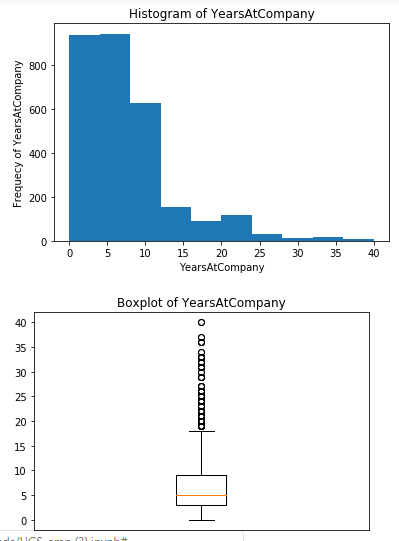 Histogram of YearsAtCompany
Frequecy of YearsAtCompany
800
600
400
200
0
0 5 10 15 20 25 30 35 40
YearsAtCompany
Boxplot of YearsAtCompany
40
35
30
25
20
15
10
5
0